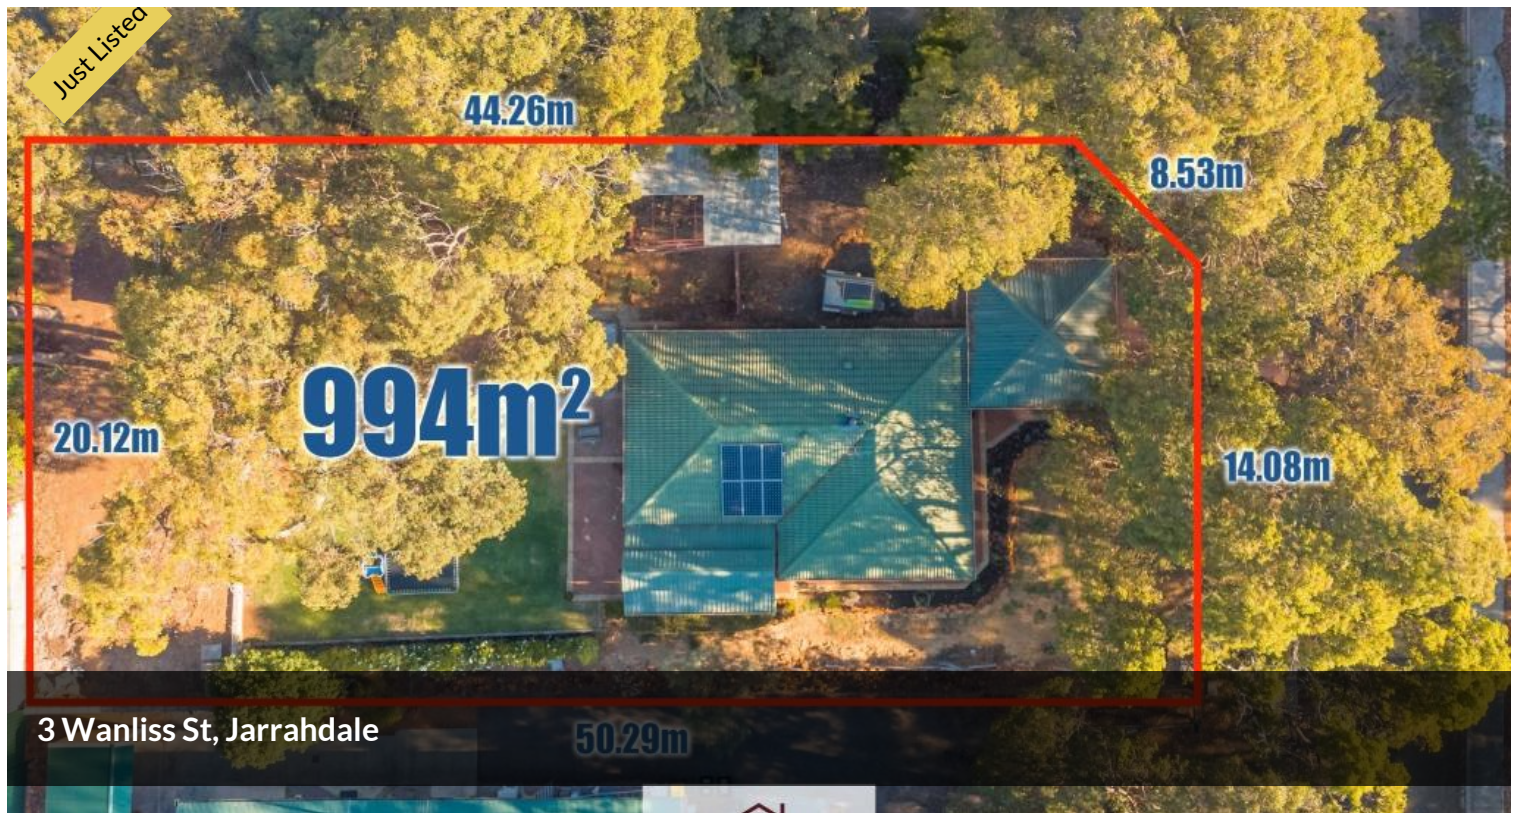 Just Listed
44.26m
8.53m
994m²
20.12m
14.08m
3 Wanliss St, Jarrahdale
50.29m